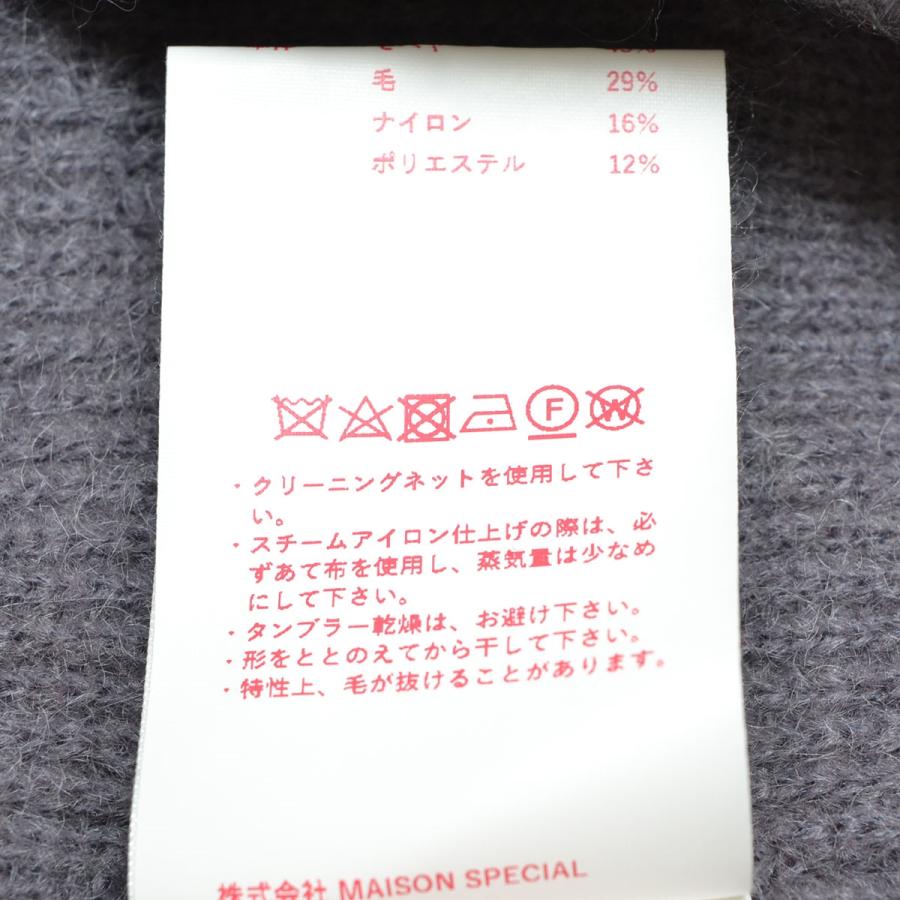 毛 29%
ナイロン 16%
ポリエステル 12%
F
W
・クリーニングネットを使用して下さ
い。
・スチームアイロン仕上げの際は、必
ずあて布を使用し、蒸気量は少なめ
にして下さい。
・タンブラー乾燥は、お避け下さい。
・形をととのえてから干して下さい。
・特性上、毛が抜けることがあります。
株式会社 MAISON SPECIAL